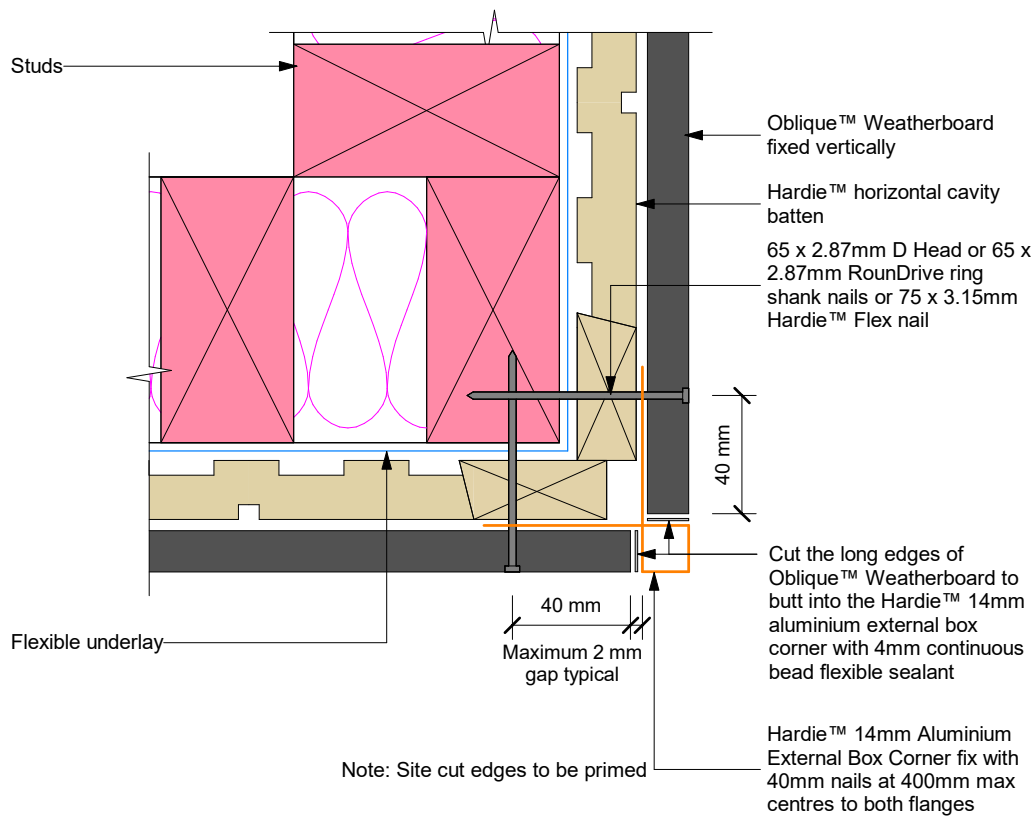 Studs
Oblique™ Weatherboard
fixed vertically
Hardie™ horizontal cavity
batten
65 x 2.87mm D Head or 65 x
2.87mm RounDrive ring
shank nails or 75 x 3.15mm
Hardie™ Flex nail
40 mm
Cut the long edges of
Oblique™ Weatherboard to
butt into the Hardie™ 14mm
aluminium external box
corner with 4mm continuous
bead flexible sealant
40 mm
Maximum 2 mm
gap typical
Flexible underlay
Hardie™ 14mm Aluminium
External Box Corner fix with
40mm nails at 400mm max
centres to both flanges
Note: Site cut edges to be primed